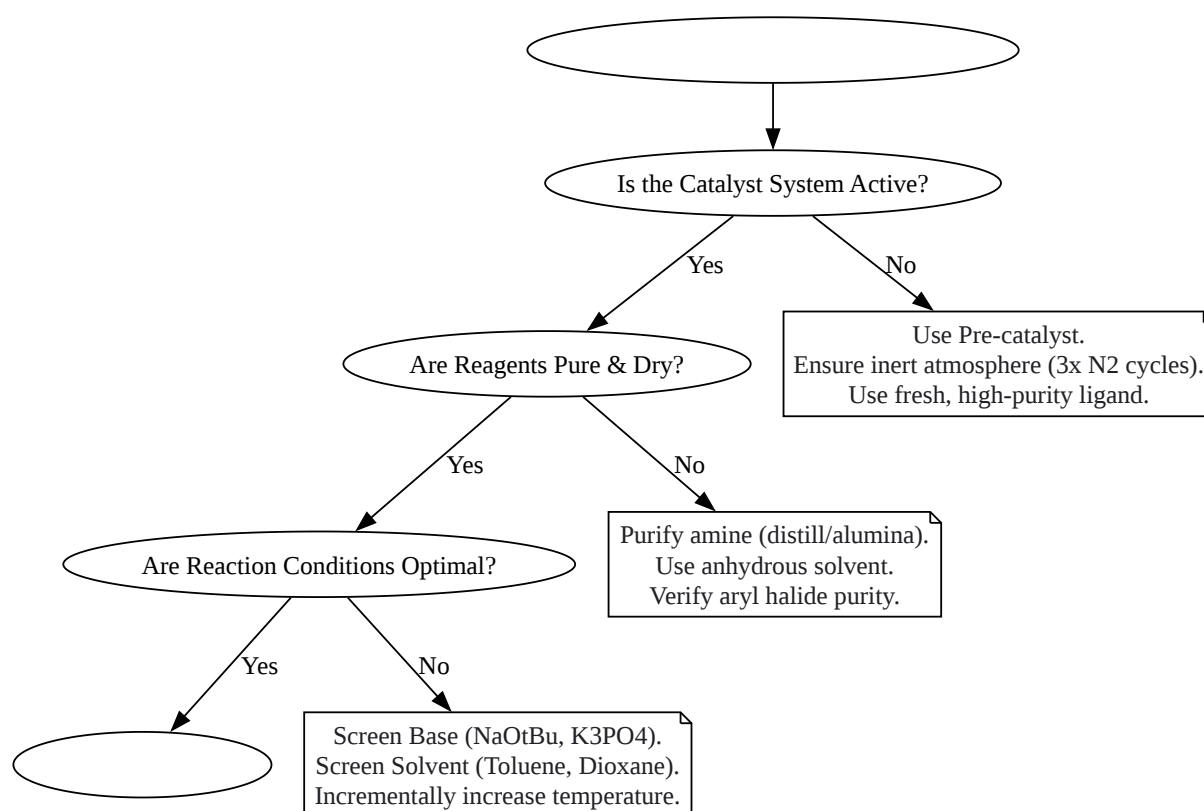 Is the Catalyst System Active?
Yes
No
Use Pre-catalyst.
Ensure inert atmosphere (3x N2 cycles).
Use fresh, high-purity ligand.
Are Reagents Pure & Dry?
Yes
No
Purify amine (distill/alumina).
Use anhydrous solvent.
Verify aryl halide purity.
Are Reaction Conditions Optimal?
Yes
No
Screen Base (NaOtBu, K3PO4).
Screen Solvent (Toluene, Dioxane).
Incrementally increase temperature.